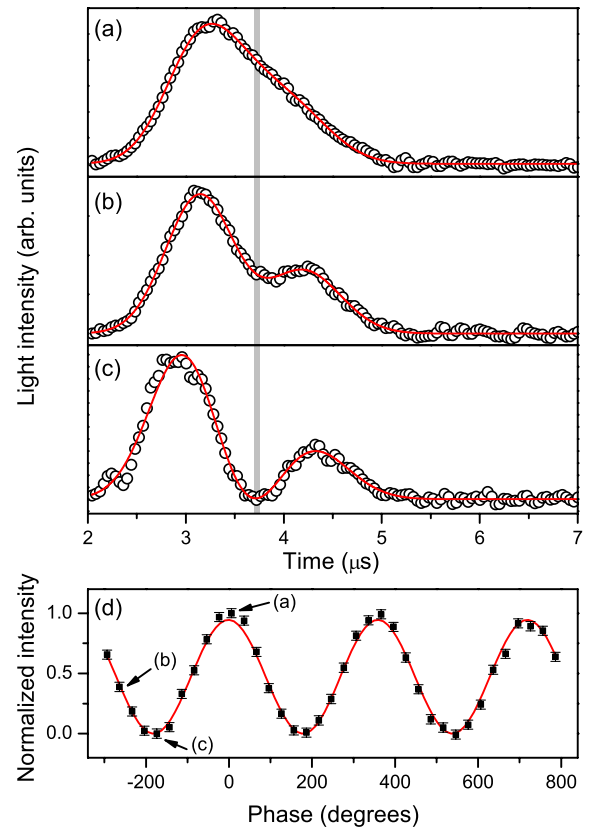 (a)
(b)
(c)
Light intensity (arb. units)
2 3 4 5 6 7
Time (μs)
(d)
(a)
(b)
(c)
1.0
0.5
0.0
Normalized intensity
-200 0 200 400 600 800
Phase (degrees)